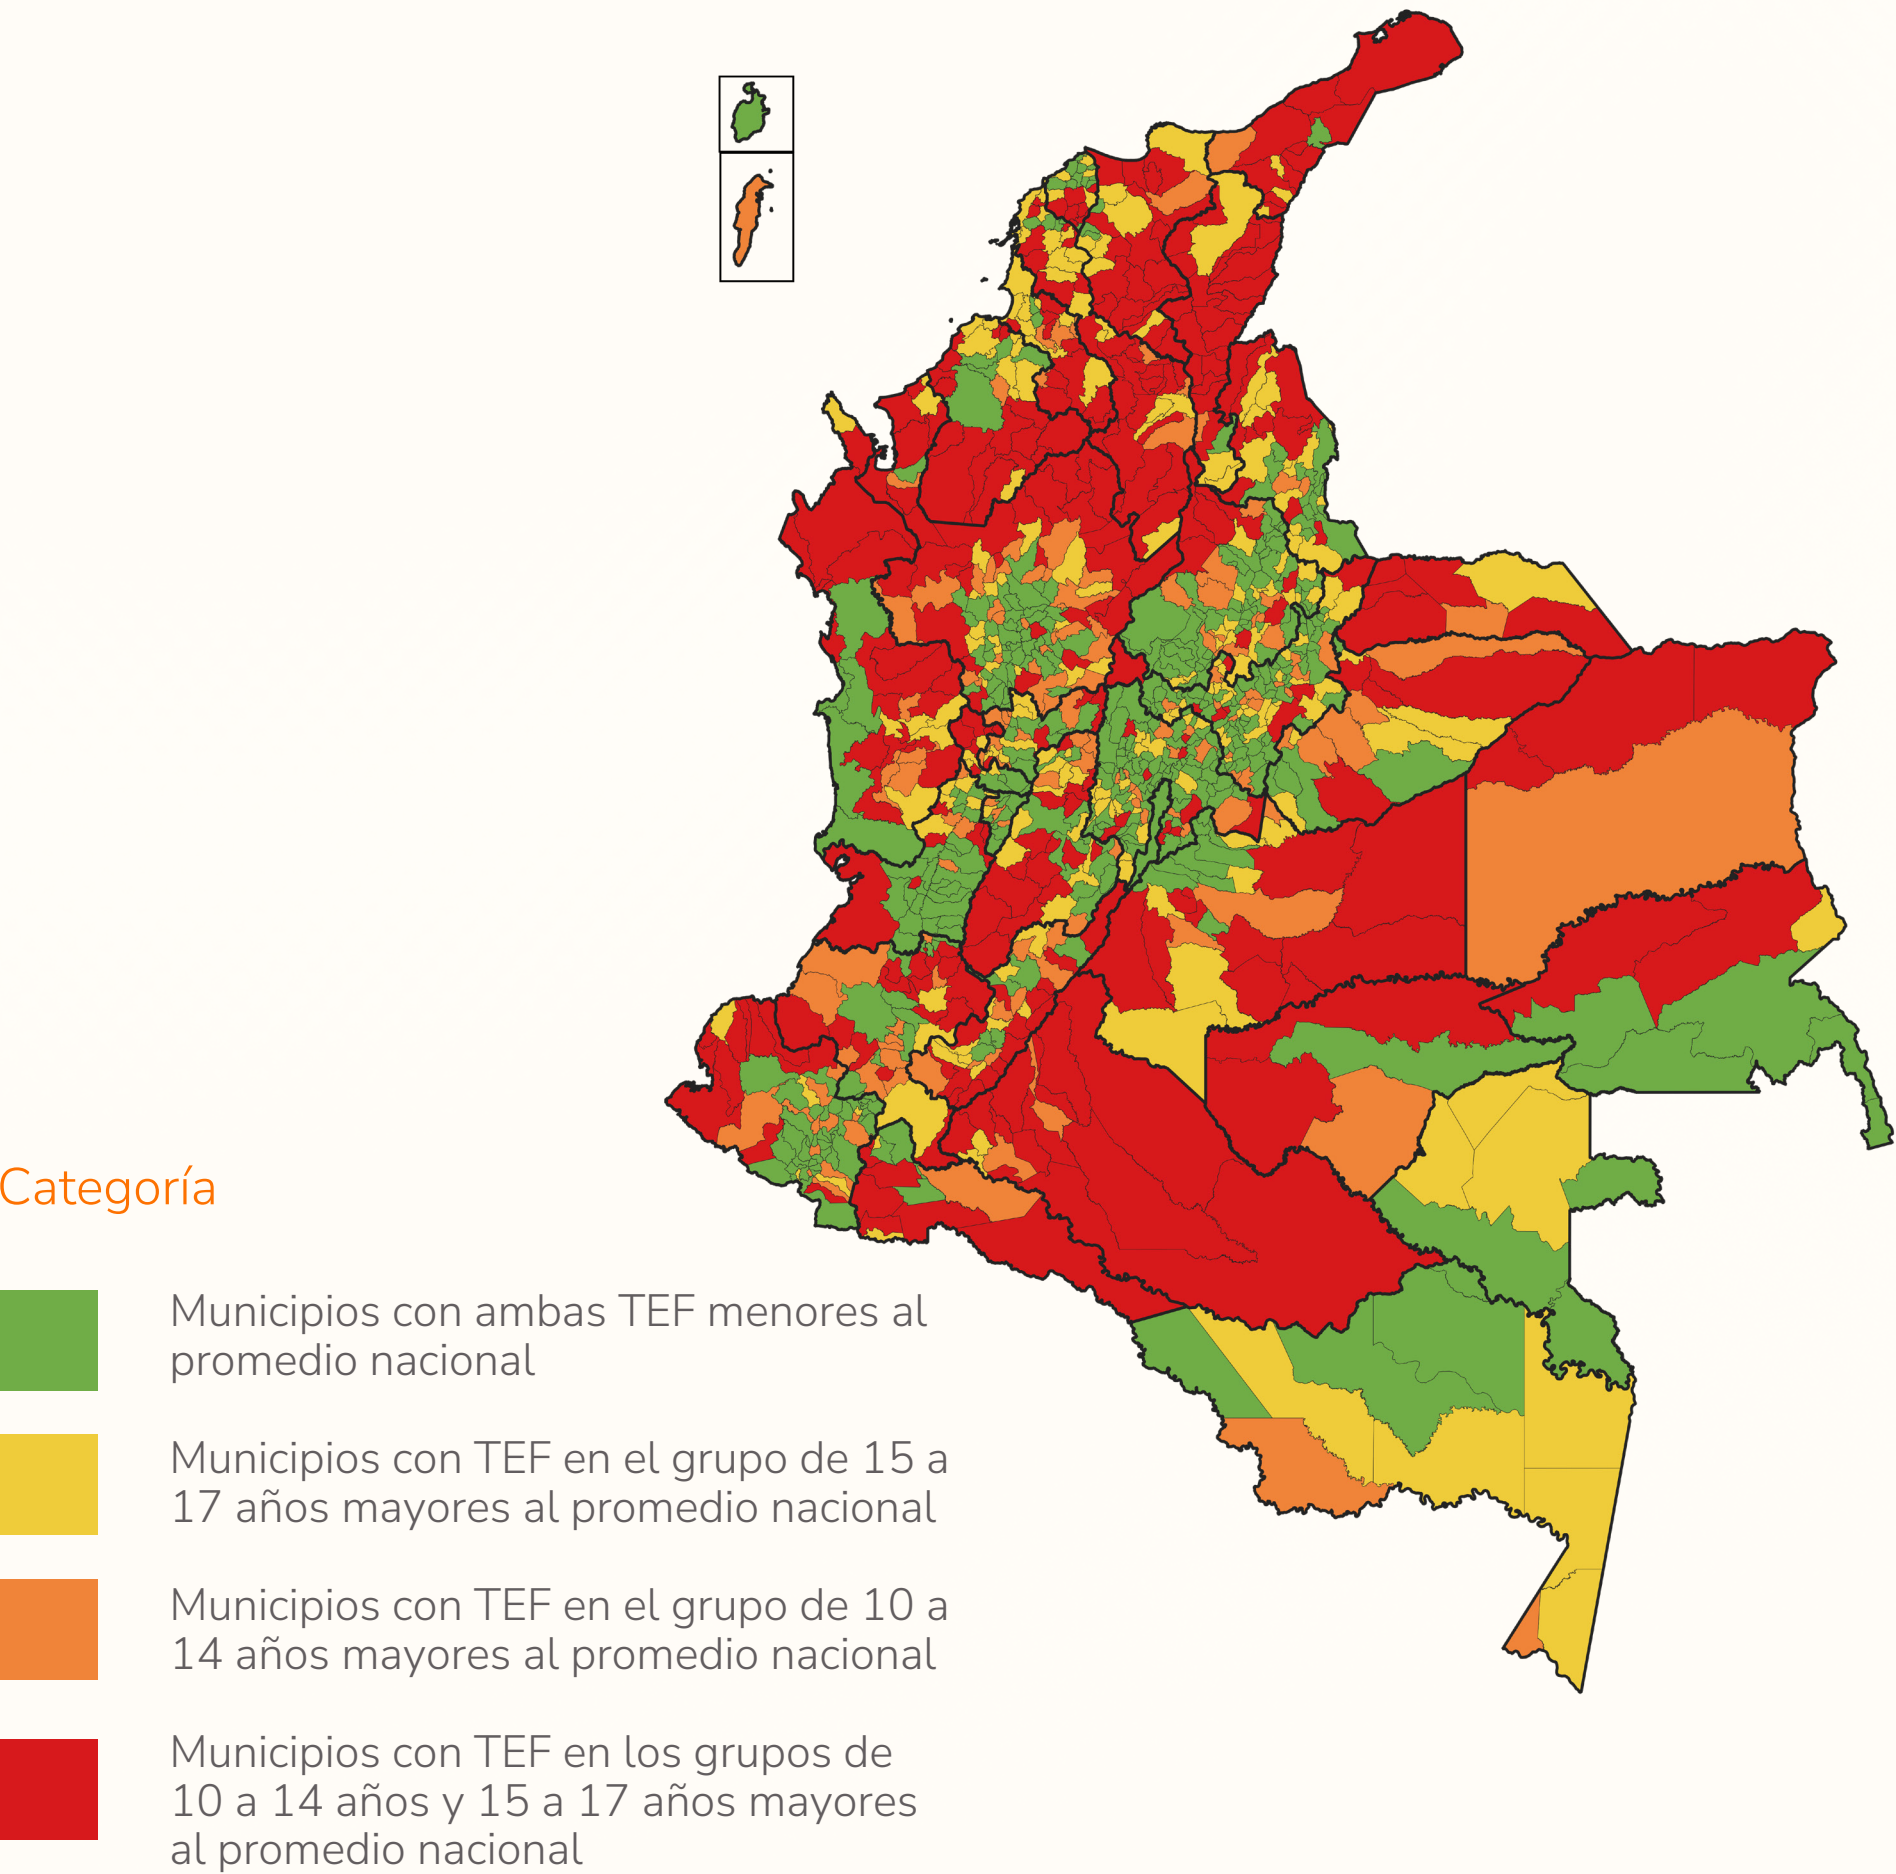 Categoría
Municipios con ambas TEF menores al
promedio nacional
Municipios con TEF en el grupo de 15 a
17 años mayores al promedio nacional
Municipios con TEF en el grupo de 10 a
14 años mayores al promedio nacional
Municipios con TEF en los grupos de
10 a 14 años y 15 a 17 años mayores
al promedio nacional